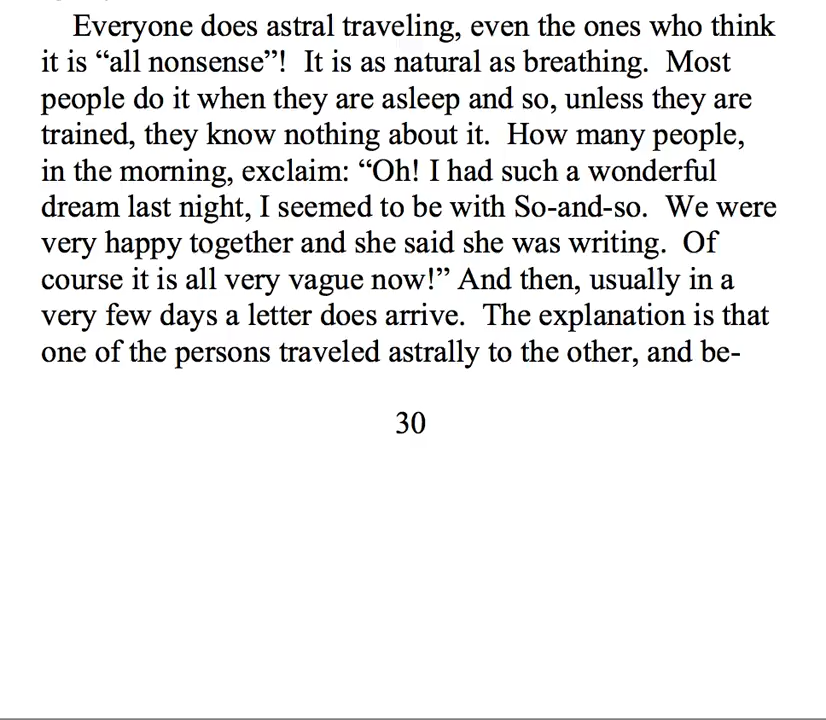 Everyone does astral traveling, even the ones who think
it is “all nonsense”! It is as natural as breathing. Most
people do it when they are asleep and so, unless they are
trained, they know nothing about it. How many people,
in the morning, exclaim: “Oh! I had such a wonderful
dream last night, I seemed to be with So-and-so. We were
very happy together and she said she was writing. Of
course it is all very vague now!” And then, usually in a
very few days a letter does arrive. The explanation is that
one of the persons traveled astrally to the other, and be-
30